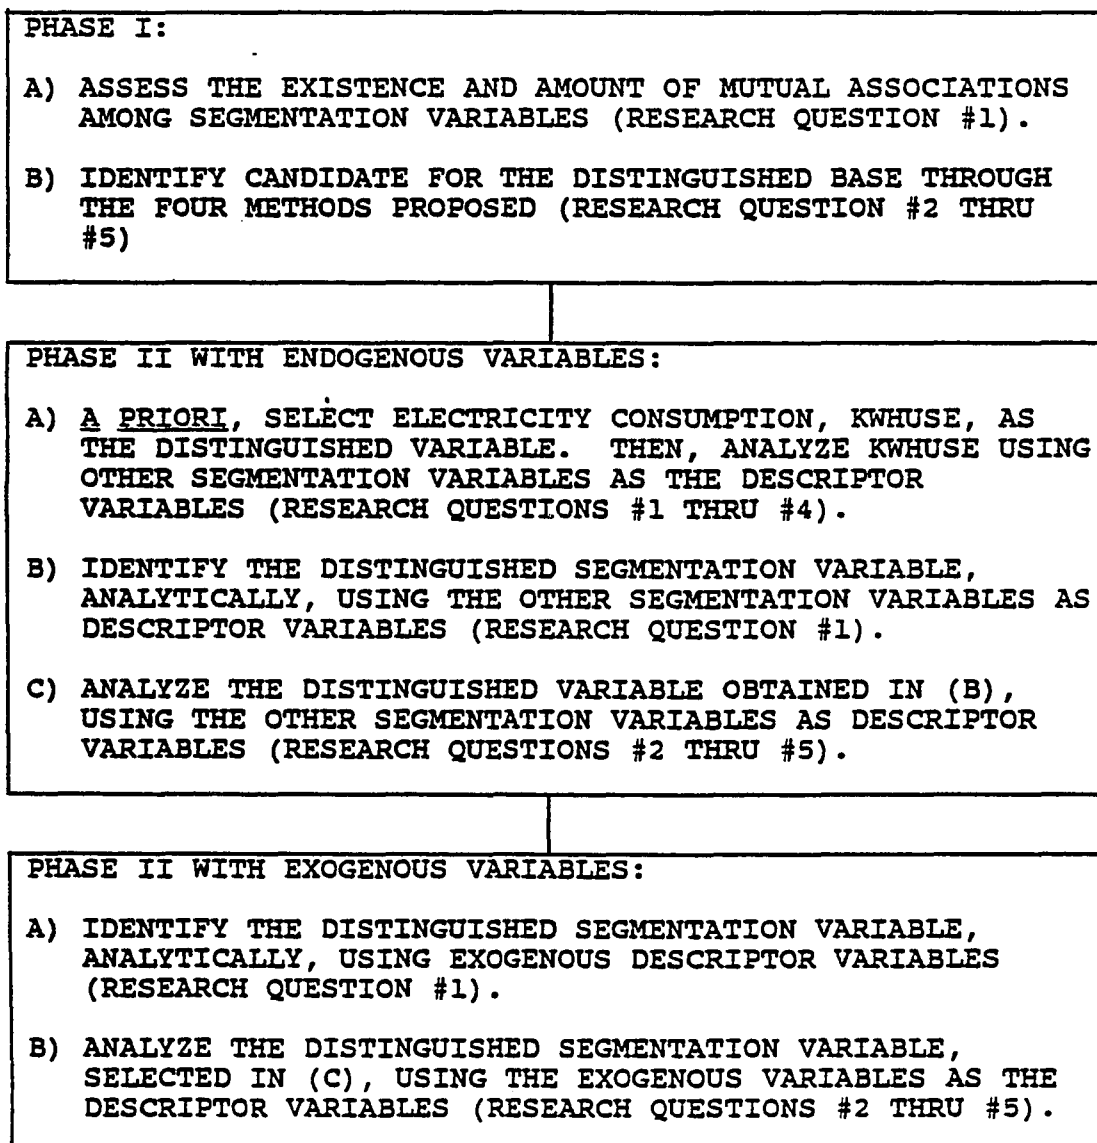 PHASE I:
A) ASSESS THE EXISTENCE AND AMOUNT OF MUTUAL ASSOCIATIONS
AMONG SEGMENTATION VARIABLES (RESEARCH QUESTION #1).
B) IDENTIFY CANDIDATE FOR THE DISTINGUISHED BASE THROUGH
THE FOUR METHODS PROPOSED (RESEARCH QUESTION #2 THRU
#5)
PHASE II WITH ENDOGENOUS VARIABLES:
A) A PRIORI, SELECT ELECTRICITY CONSUMPTION, KWHUSE, AS
THE DISTINGUISHED VARIABLE. THEN, ANALYZE KWHUSE USING
OTHER SEGMENTATION VARIABLES AS THE DESCRIPTOR
VARIABLES (RESEARCH QUESTIONS #1 THRU #4).
B) IDENTIFY THE DISTINGUISHED SEGMENTATION VARIABLE,
ANALYTICALLY, USING THE OTHER SEGMENTATION VARIABLES AS
DESCRIPTOR VARIABLES (RESEARCH QUESTION #1).
C) ANALYZE THE DISTINGUISHED VARIABLE OBTAINED IN (B),
USING THE OTHER SEGMENTATION VARIABLES AS DESCRIPTOR
VARIABLES (RESEARCH QUESTIONS #2 THRU #5).
PHASE II WITH EXOGENOUS VARIABLES:
A) IDENTIFY THE DISTINGUISHED SEGMENTATION VARIABLE,
ANALYTICALLY, USING EXOGENOUS DESCRIPTOR VARIABLES
(RESEARCH QUESTION #1).
B) ANALYZE THE DISTINGUISHED SEGMENTATION VARIABLE,
SELECTED IN (C), USING THE EXOGENOUS VARIABLES AS THE
DESCRIPTOR VARIABLES (RESEARCH QUESTIONS #2 THRU #5).